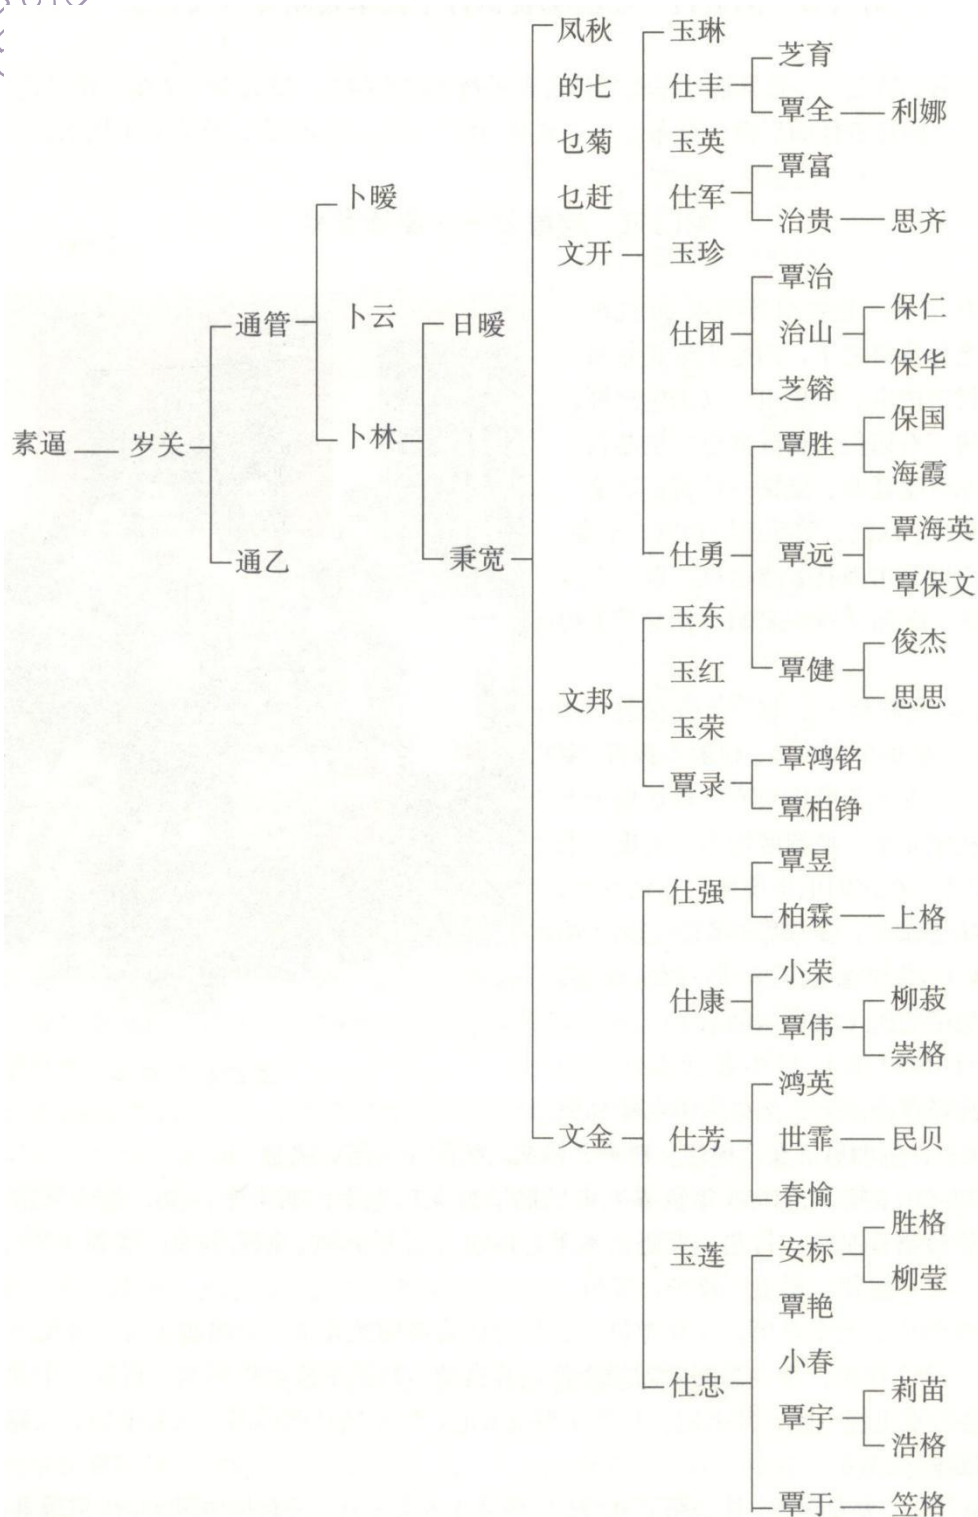 凤秋
玉琳
芝育
的七
仕丰
覃全
利娜
乜菊
玉英
覃富
卜暧
乜赶
仕军
治贵
思齐
文开
玉珍
覃治
保仁
通管
卜云
日暧
仕团
治山
保华
芝镕
保国
素逼
岁关
卜林
覃胜
海霞
覃海英
通乙
秉宽
仕勇
覃远
覃保文
玉东
俊杰
玉红
覃健
思思
文邦
玉荣
覃鸿铭
覃录
覃柏铮
覃昱
仕强
柏霖
上格
小荣
仕康
覃伟
柳菽
崇格
鸿英
文金
仕芳
世霏
民贝
春愉
胜格
玉莲
安标
柳莹
覃艳
小春
仕忠
莉苗
覃宇
浩格
覃于
笠格